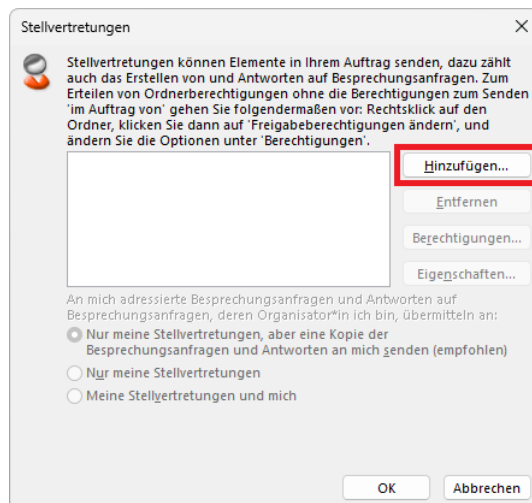 Stellvertretungen
Stellvertretungen können Elemente in Ihrem Auftrag senden, dazu zählt
auch das Erstellen von und Antworten auf Besprechungsanfragen. Zum
Erteilen von Ordnerberechtigungen ohne die Berechtigungen zum Senden
'im Auftrag von' gehen Sie folgendermaßen vor: Rechtsklick auf den
Ordner, klicken Sie dann auf 'Freigabeberechtigungen ändern', und
ändern Sie die Optionen unter 'Berechtigungen'.
Hinzufügen...
Entfernen
Berechtigungen...
Eigenschaften...
An mich adressierte Besprechungsanfragen und Antworten auf
Besprechungsanfragen, deren Organisator*in ich bin, übermitteln an:
Nur meine Stellvertretungen, aber eine Kopie der
Besprechungsanfragen und Antworten an mich senden (empfohlen)
Nur meine Stellvertretungen
Meine Stellvertretungen und mich
OK
Abbrechen